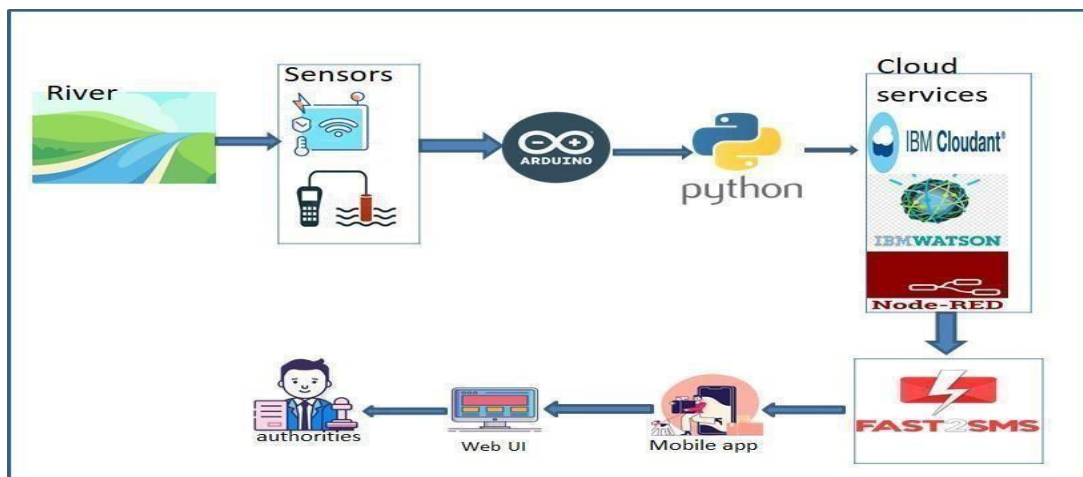 River
Sensors
ARDUINO
python
Cloud
services
IBM Cloudant®
IBMWATSON
Node-RED
FAST2SMS
Mobile app
Web UI
authorities